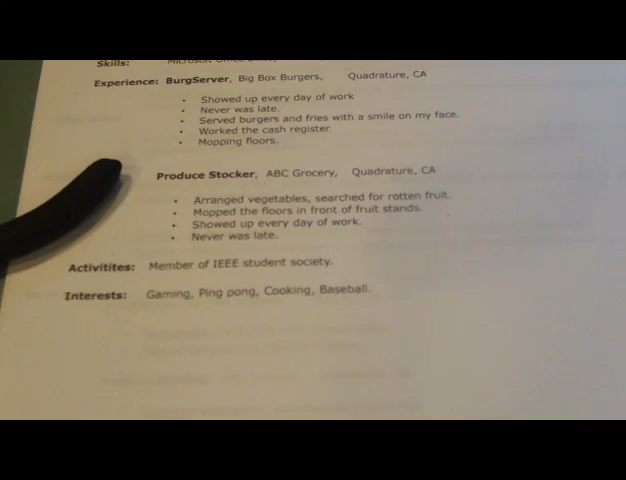 Skills: Microsoft Office
Experience: BurgServer, Big Box Burgers, Quadrature, CA
• Showed up every day of work
• Never was late.
• Served burgers and fries with a smile on my face.
• Worked the cash register.
• Mopping floors.
Produce Stocker, ABC Grocery, Quadrature, CA
• Arranged vegetables, searched for rotten fruit.
• Mopped the floors in front of fruit stands.
• Showed up every day of work.
• Never was late.
Activitites: Member of IEEE student society.
Interests: Gaming, Ping pong, Cooking, Baseball.